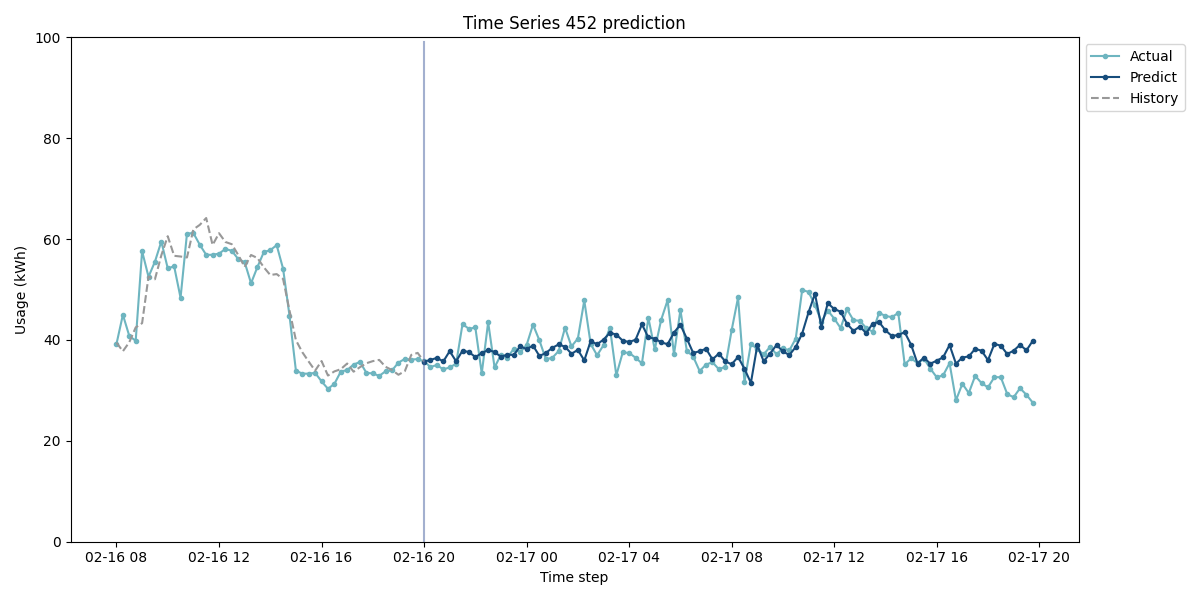 Time Series 452 prediction
100
80
60
40
20
0
Usage (kWh)
02-16 08
02-16 12
02-16 16
02-16 20
02-17 00
02-17 04
02-17 08
02-17 12
02-17 16
02-17 20
Time step
Actual
Predict
History